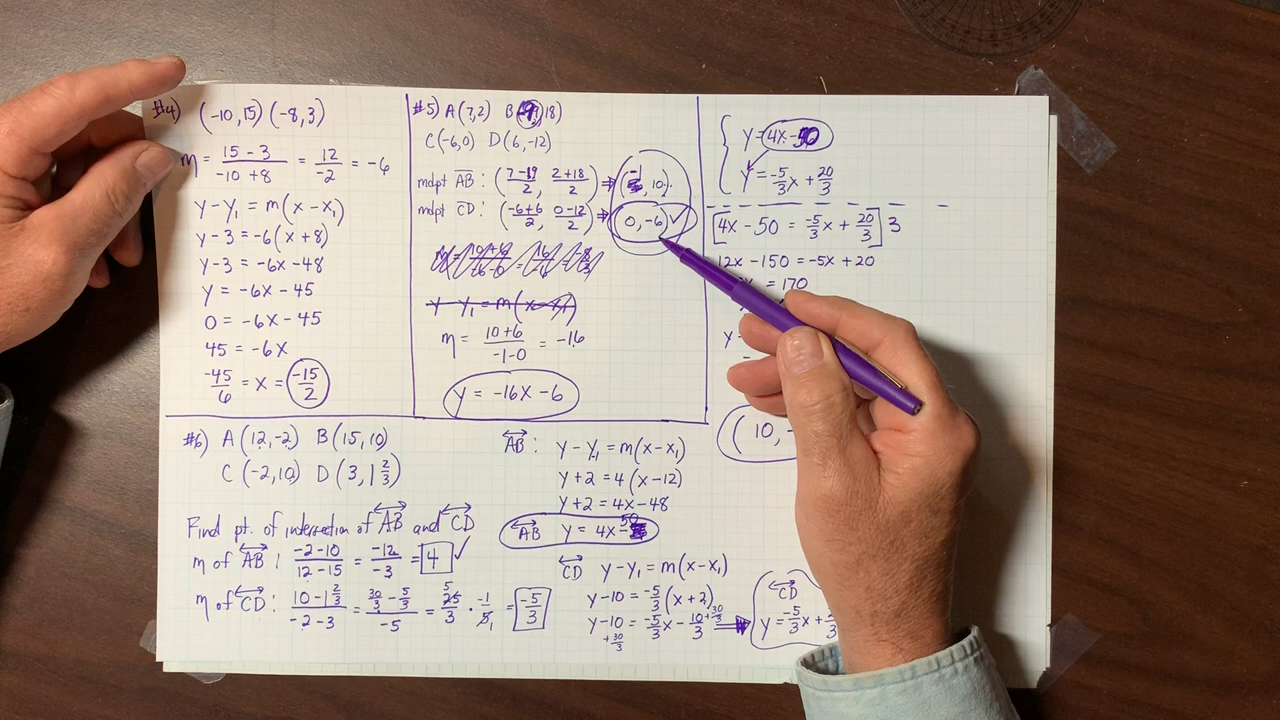 #4) (-10,15) (-8,3)
m = 15 - 3 / -10 + 8 = 12 / -2 = -6
y - y₁ = m(x - x₁)
y - 3 = -6(x + 8)
y - 3 = -6x - 48
y = -6x - 45
0 = -6x - 45
45 = -6x
-45 / 6 = x = -15 / 2
#5) A(7,2) B 18)
C(-6,0) D(6,-12)
mdpt AB : (7 - 9 / 2, 2 + 18 / 2) ⇒ (-1, 10)
mdpt CD : (-6+6 / 2, 0-12 / 2) ⇒ (0, -6) ✓
y - y₁ = m(x - x₁)
m = 10 + 6 / -1 - 0 = -16
y = -16x - 6
y = 4x - 50
y = -5/3 x + 20/3
[4x - 50 = -5/3 x + 20/3] 3
12x - 150 = -5x + 20
x = 170
y
(10, -
#6) A(12,-2) B(15,10)
C(-2,10) D(3,1 2/3)
Find pt. of intersection of AB and CD
m of AB : -2 - 10 / 12 - 15 = -12 / -3 = 4 ✓
m of CD : 10 - 1 2/3 / -2 - 3 = 30/3 - 5/3 / -5 = 25/3 · -1/5 = -5/3
AB : y - y₁ = m(x - x₁)
y + 2 = 4(x - 12)
y + 2 = 4x - 48
AB y = 4x - 50
CD y - y₁ = m(x - x₁)
y - 10 = -5/3 (x + 2)
y - 10 = -5/3 x - 10/3 + 30/3
+ 30/3
CD
y = -5/3 x +